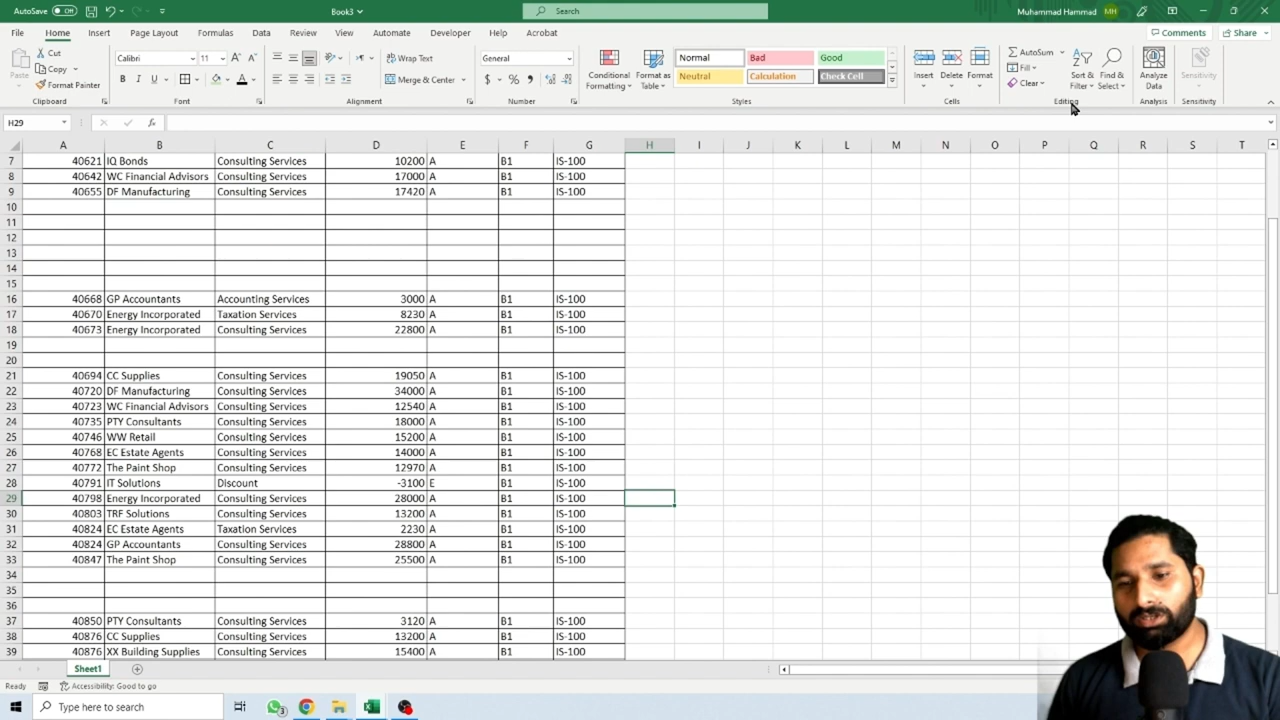 AutoSave Off Book3 Search Muhammad Hammad MH
File Home Insert Page Layout Formulas Data Review View Automate Developer Help Acrobat Comments Share
Paste Cut Copy Format Painter
Calibri 11 A A
B I U A
Wrap Text
Merge & Center
General
$ % , 
Conditional Formatting Format as Table
Normal Bad Good
Neutral Calculation Check Cell
Insert Delete Format
AutoSum Fill Clear
Sort & Filter Find & Select
Analyze Data Sensitivity
Clipboard Font Alignment Number Styles Cells Editing Analysis Sensitivity
H29 fx
A B C D E F G H I J K L M N O P Q R S T
7 40621 IQ Bonds Consulting Services 10200 A B1 IS-100
8 40642 WC Financial Advisors Consulting Services 17000 A B1 IS-100
9 40655 DF Manufacturing Consulting Services 17420 A B1 IS-100
10
11
12
13
14
15
16 40668 GP Accountants Accounting Services 3000 A B1 IS-100
17 40670 Energy Incorporated Taxation Services 8230 A B1 IS-100
18 40673 Energy Incorporated Consulting Services 22800 A B1 IS-100
19
20
21 40694 CC Supplies Consulting Services 19050 A B1 IS-100
22 40720 DF Manufacturing Consulting Services 34000 A B1 IS-100
23 40723 WC Financial Advisors Consulting Services 12540 A B1 IS-100
24 40735 PTY Consultants Consulting Services 18000 A B1 IS-100
25 40746 WW Retail Consulting Services 15200 A B1 IS-100
26 40768 EC Estate Agents Consulting Services 14000 A B1 IS-100
27 40772 The Paint Shop Consulting Services 12970 A B1 IS-100
28 40791 IT Solutions Discount -3100 E B1 IS-100
29 40798 Energy Incorporated Consulting Services 28000 A B1 IS-100
30 40803 TRF Solutions Consulting Services 13200 A B1 IS-100
31 40824 EC Estate Agents Taxation Services 2230 A B1 IS-100
32 40824 GP Accountants Consulting Services 28800 A B1 IS-100
33 40847 The Paint Shop Consulting Services 25500 A B1 IS-100
34
35
36
37 40850 PTY Consultants Consulting Services 3120 A B1 IS-100
38 40876 CC Supplies Consulting Services 13200 A B1 IS-100
39 40876 XX Building Supplies Consulting Services 15400 A B1 IS-100
Sheet1
Ready Accessibility: Good to go
Type here to search 3